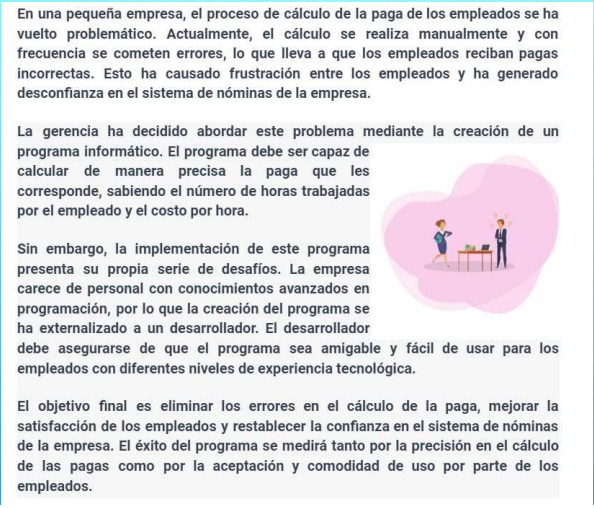 En una pequeña empresa, el proceso de cálculo de la paga de los empleados se ha
vuelto problemático. Actualmente, el cálculo se realiza manualmente y con
frecuencia se cometen errores, lo que lleva a que los empleados reciban pagas
incorrectas. Esto ha causado frustración entre los empleados y ha generado
desconfianza en el sistema de nóminas de la empresa.
La gerencia ha decidido abordar este problema mediante la creación de un
programa informático. El programa debe ser capaz de
calcular de manera precisa la paga que les
corresponde, sabiendo el número de horas trabajadas
por el empleado y el costo por hora.
Sin embargo, la implementación de este programa
presenta su propia serie de desafíos. La empresa
carece de personal con conocimientos avanzados en
programación, por lo que la creación del programa se
ha externalizado a un desarrollador. El desarrollador
debe asegurarse de que el programa sea amigable y fácil de usar para los
empleados con diferentes niveles de experiencia tecnológica.
El objetivo final es eliminar los errores en el cálculo de la paga, mejorar la
satisfacción de los empleados y restablecer la confianza en el sistema de nóminas
de la empresa. El éxito del programa se medirá tanto por la precisión en el cálculo
de las pagas como por la aceptación y comodidad de uso por parte de los
empleados.